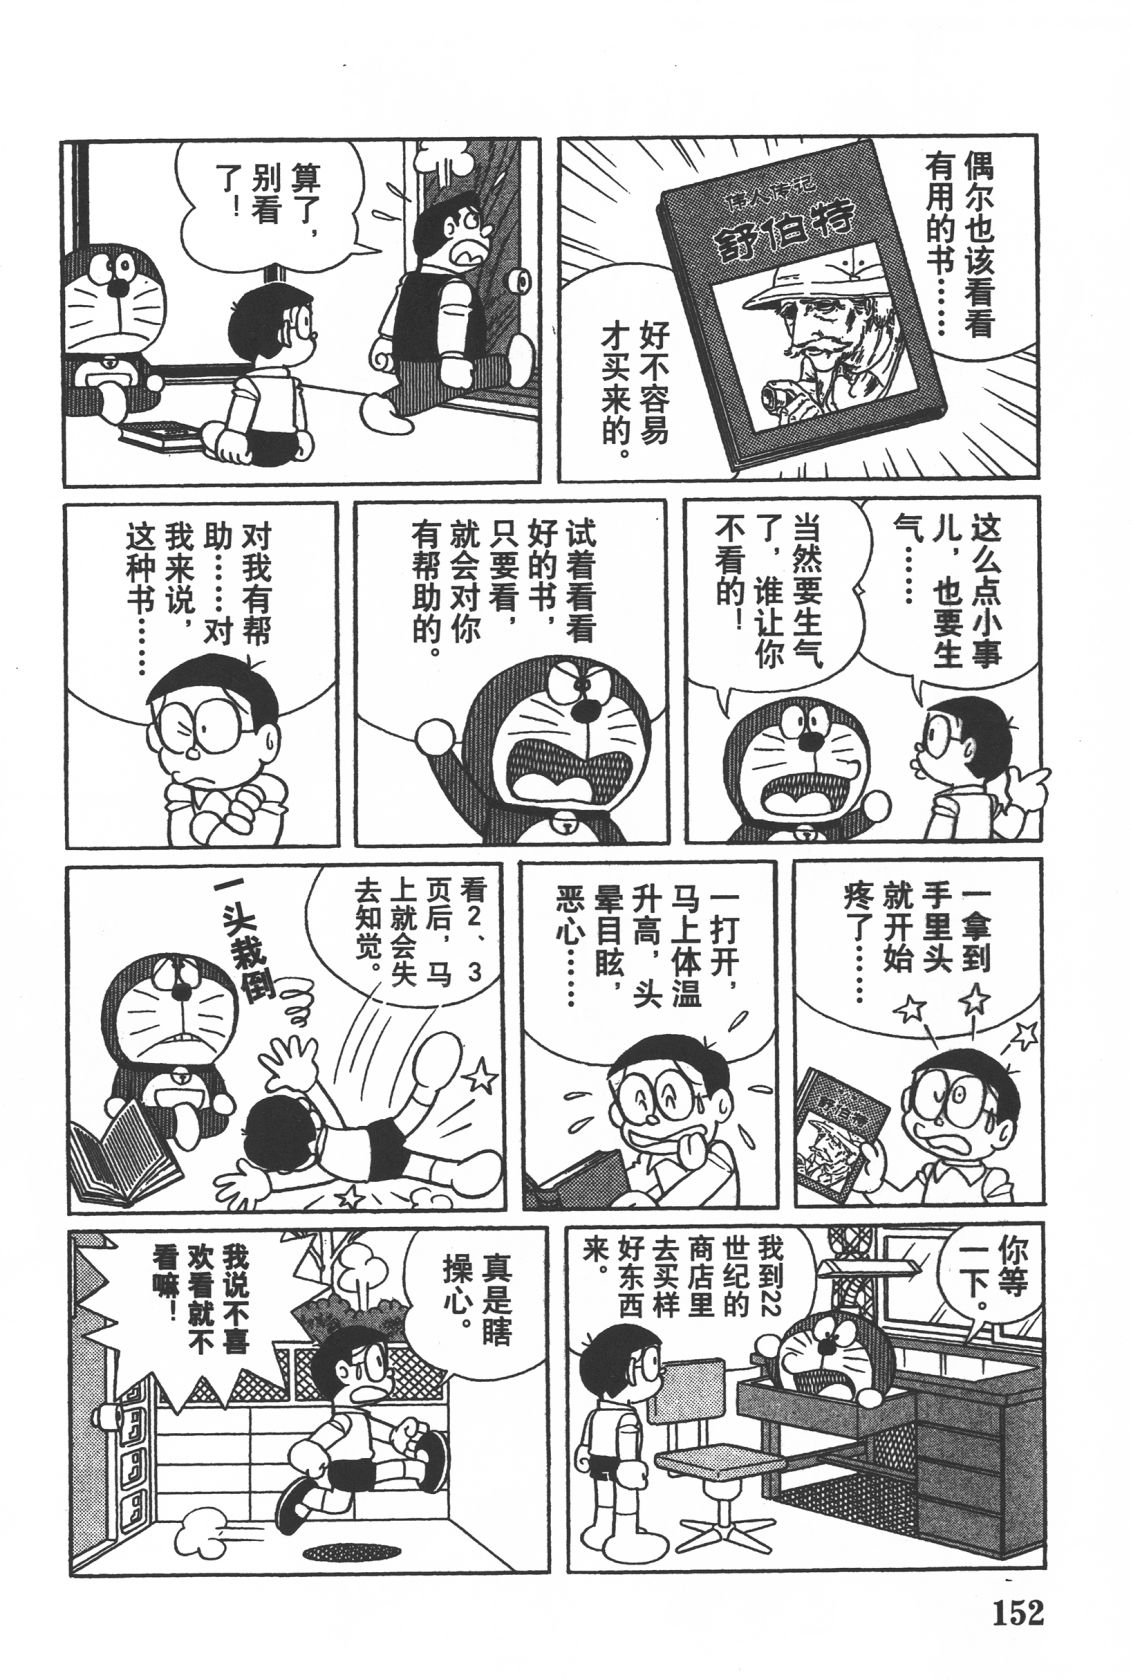 偶尔也该看看
有用的书……
伟人传记
舒伯特
好不容易
才买来的。
算了，
别看
了！
这么点小事
儿，也要生
气……
当然要生气
了，谁让你
不看的！
试着看看
好的书，
只要看，
就会对你
有帮助的。
对我有帮
助……对
我来说，
这种书……
一拿到
手里头
就开始
疼了……
舒伯特
一打开，
马上体温
升高，头
晕目眩，
恶心……
看2、3
页后，马
上就会失
去知觉。
一头栽倒
你等
一下。
我到22
世纪的
商店里
去买样
好东西
来。
真是瞎
操心。
我说不喜
欢看就不
看嘛！
152